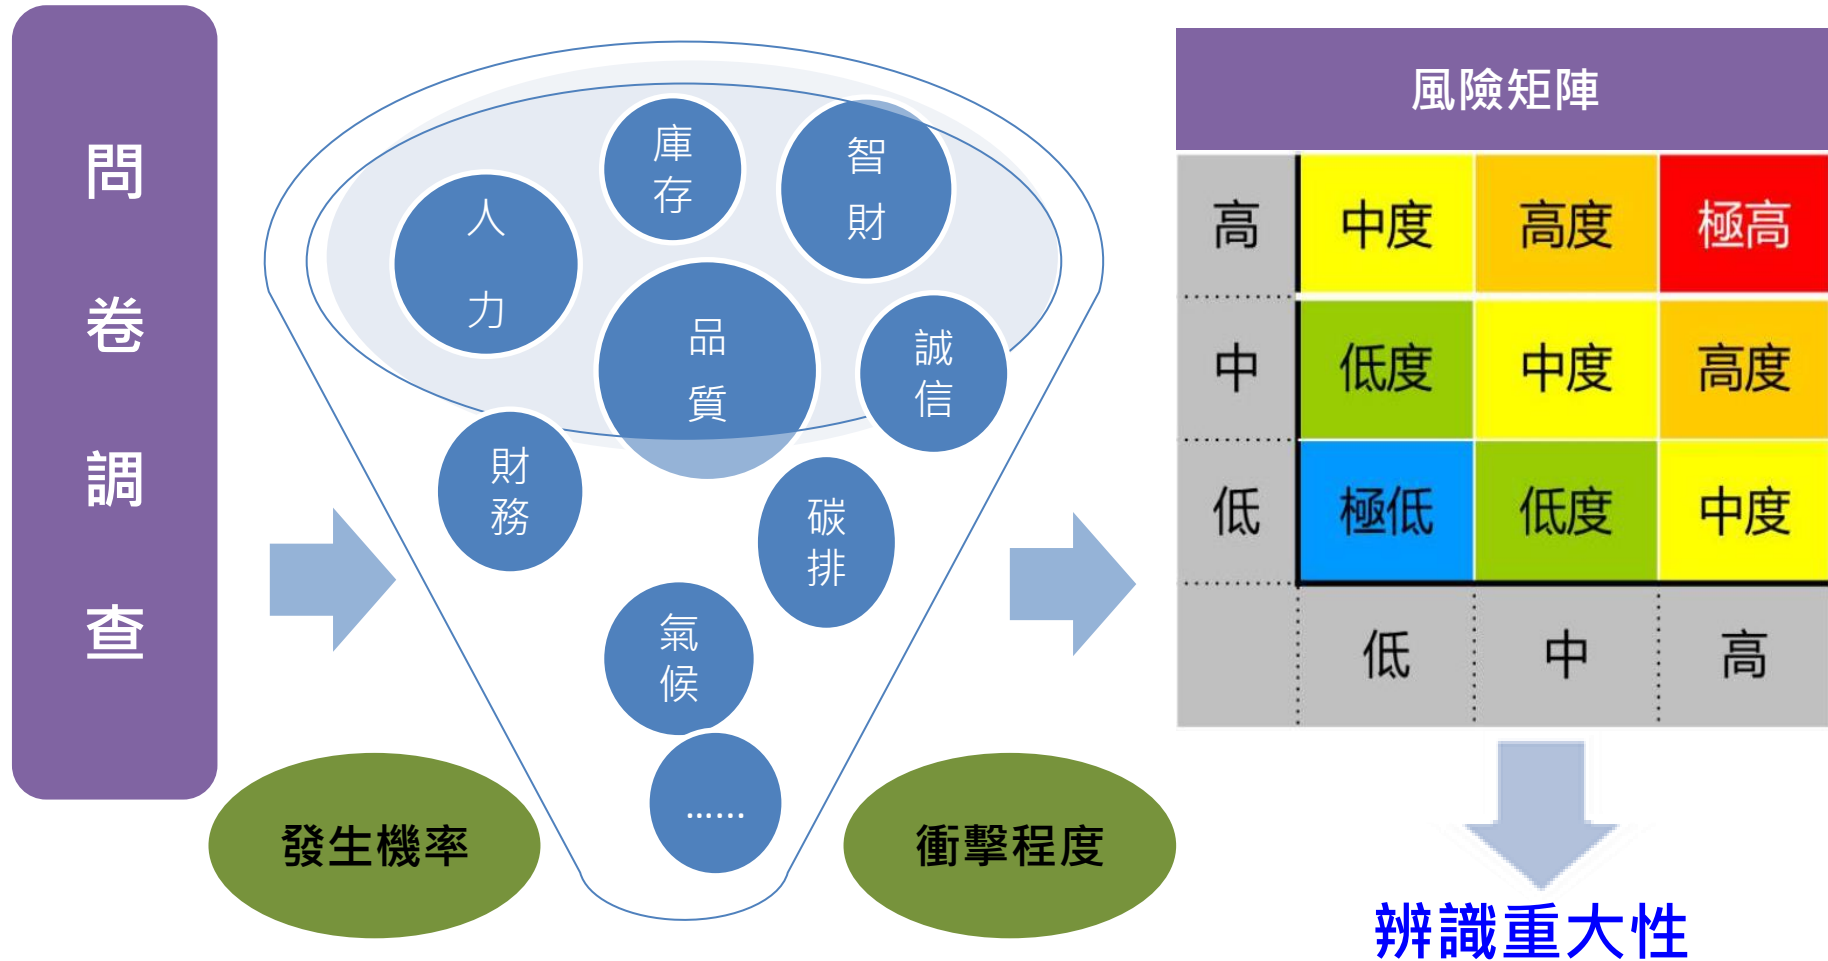 問
卷
調
查
庫
存
智
財
人
力
品
質
誠
信
財
務
碳
排
氣
候
......
發生機率
衝擊程度
風險矩陣
高 中度 高度 極高
中 低度 中度 高度
低 極低 低度 中度
低 中 高
辨識重大性